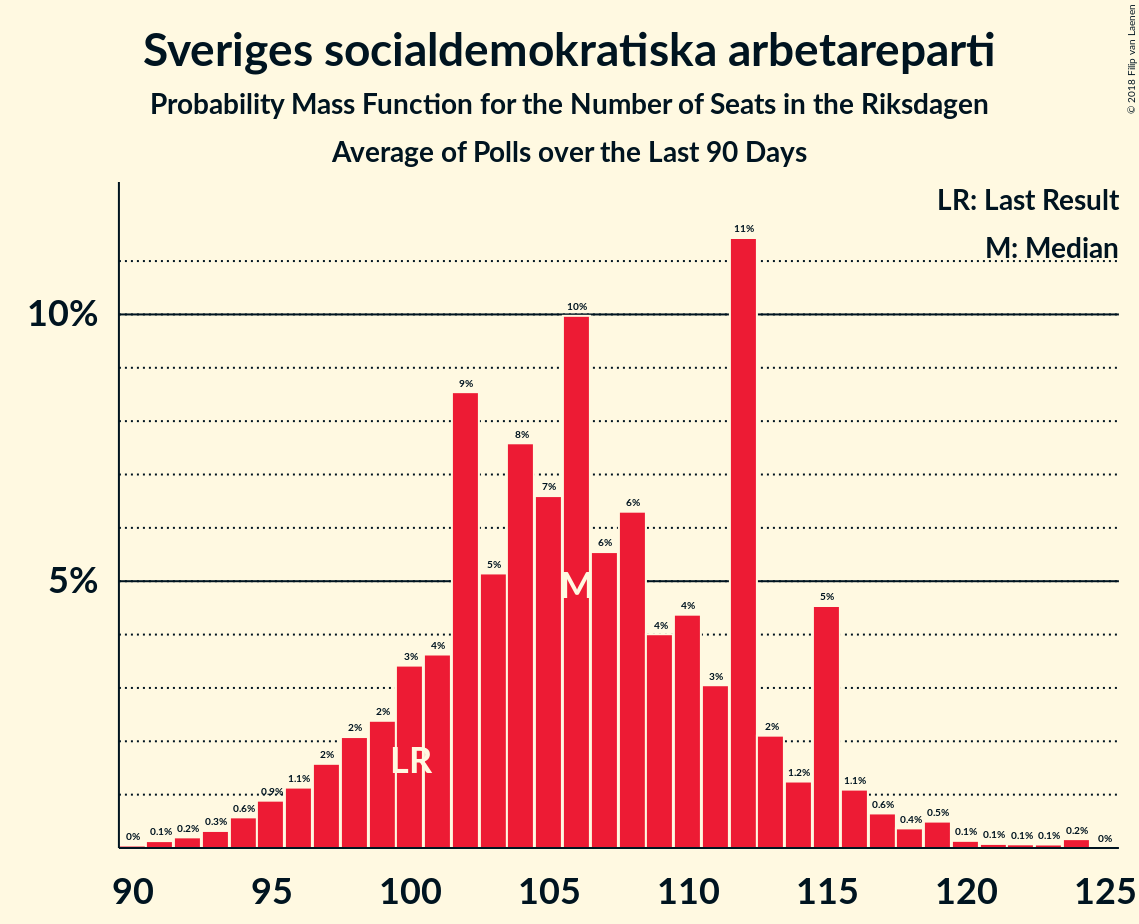 Sveriges socialdemokratiska arbetareparti
Probability Mass Function for the Number of Seats in the Riksdagen
Average of Polls over the Last 90 Days
© 2018 Filip van Laenen
LR: Last Result
M: Median
10%
5%
0% 0.1% 0.2% 0.3% 0.6% 0.9% 1.1% 2% 2% 2% 3% 4% 9% 5% 8% 7% 10% 6% 6% 4% 4% 3% 11% 2% 1.2% 5% 1.1% 0.6% 0.4% 0.5% 0.1% 0.1% 0.1% 0.1% 0.2% 0%
LR
M
90 95 100 105 110 115 120 125